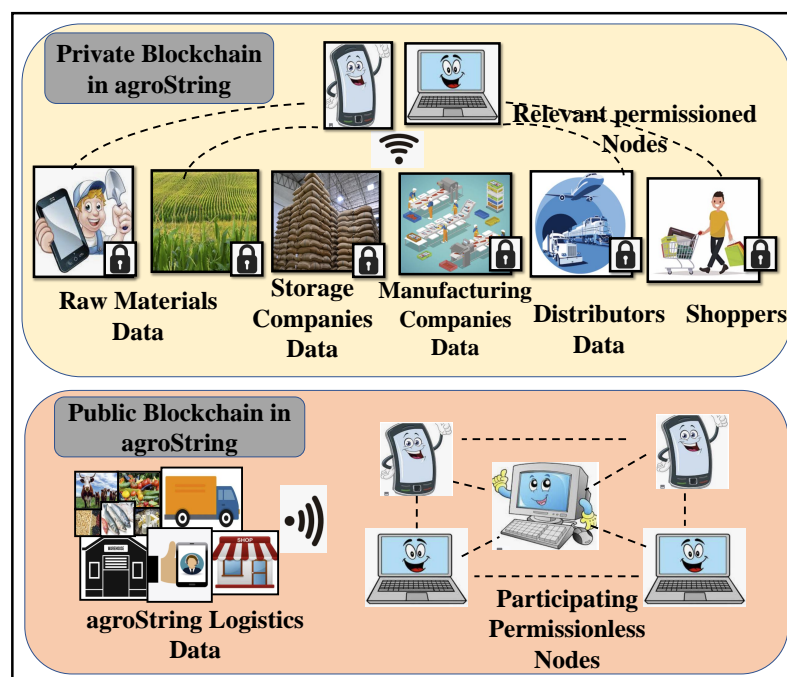 Private Blockchain
in agroString
Relevant permissioned
Nodes
Raw Materials
Data
Storage
Companies
Data
Manufacturing
Companies
Data
Distributors
Data
Shoppers
Public Blockchain in
agroString
WAREHOUSE
SHOP
agroString Logistics
Data
Participating
Permissionless
Nodes